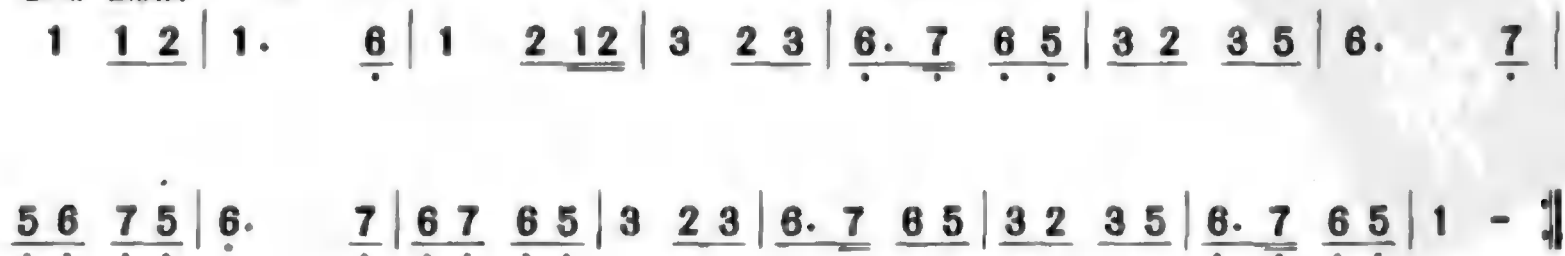 1 1 2 | 1. 6̣ | 1 2 12 | 3 2 3 | 6̣. 7̣ 6̣ 5̣ | 3 2 3 5 | 6. 7̣ |
5̣ 6̣ 7̣ 5̣̇ | 6̣. 7̣ | 6̣ 7̣ 6̣ 5̣ | 3 2 3 | 6. 7 6 5 | 3 2 3 5 | 6̣. 7̣ 6̣ 5̣ | 1 - :‖